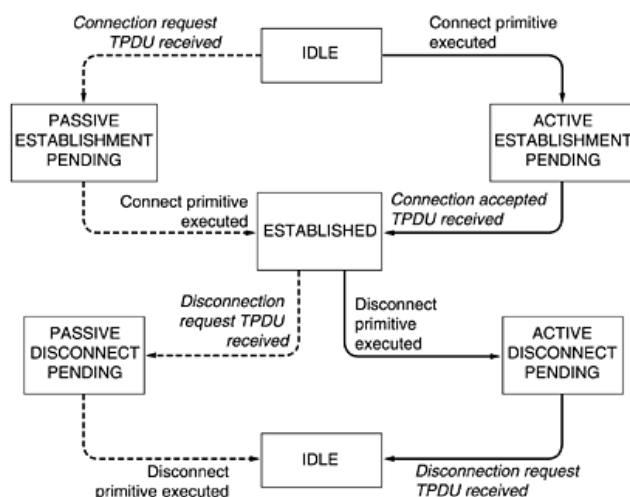 Connection request
TPDU received
IDLE
Connect primitive
executed
PASSIVE
ESTABLISHMENT
PENDING
ACTIVE
ESTABLISHMENT
PENDING
Connect primitive
executed
ESTABLISHED
Connection accepted
TPDU received
Disconnection
request TPDU
received
Disconnect
primitive
executed
PASSIVE
DISCONNECT
PENDING
ACTIVE
DISCONNECT
PENDING
Disconnect
primitive executed
IDLE
Disconnection request
TPDU received